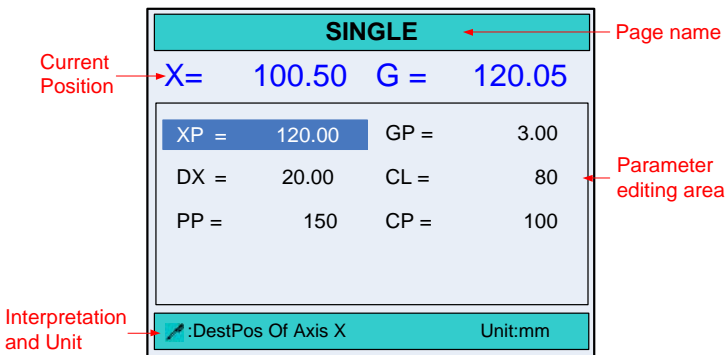 SINGLE
Page name
Current
Position
X= 100.50 G = 120.05
XP = 120.00 GP = 3.00
DX = 20.00 CL = 80
PP = 150 CP = 100
Parameter
editing area
Interpretation
and Unit
:DestPos Of Axis X Unit:mm